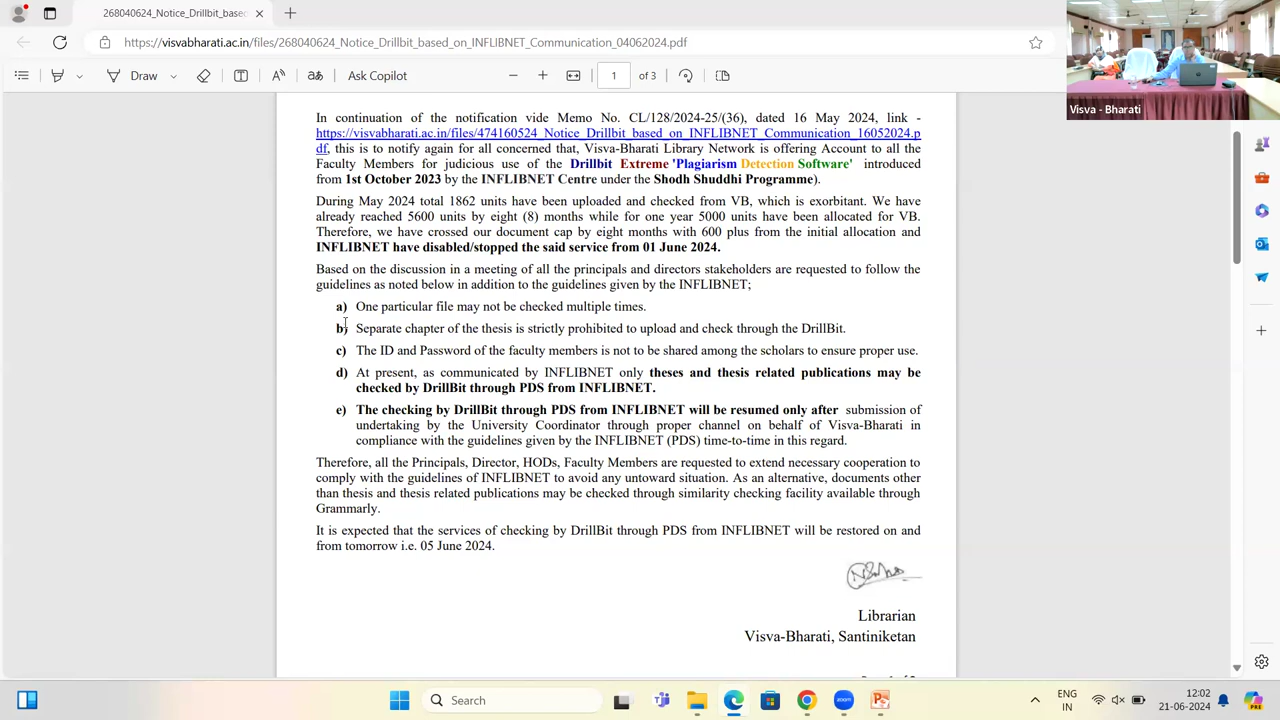 268040624_Notice_Drillbit_base
https://visvabharati.ac.in/files/268040624_Notice_Drillbit_based_on_INFLIBNET_Communication_04062024.pdf
Draw
Ask Copilot
1 of 3
Visva - Bharati
In continuation of the notification vide Memo No. CL/128/2024-25/(36), dated 16 May 2024, link -
https://visvabharati.ac.in/files/474160524_Notice_Drillbit_based_on_INFLIBNET_Communication_16052024.p
df, this is to notify again for all concerned that, Visva-Bharati Library Network is offering Account to all the
Faculty Members for judicious use of the Drillbit Extreme 'Plagiarism Detection Software' introduced
from 1st October 2023 by the INFLIBNET Centre under the Shodh Shuddhi Programme).
During May 2024 total 1862 units have been uploaded and checked from VB, which is exorbitant. We have
already reached 5600 units by eight (8) months while for one year 5000 units have been allocated for VB.
Therefore, we have crossed our document cap by eight months with 600 plus from the initial allocation and
INFLIBNET have disabled/stopped the said service from 01 June 2024.
Based on the discussion in a meeting of all the principals and directors stakeholders are requested to follow the
guidelines as noted below in addition to the guidelines given by the INFLIBNET;
a) One particular file may not be checked multiple times.
b) Separate chapter of the thesis is strictly prohibited to upload and check through the DrillBit.
c) The ID and Password of the faculty members is not to be shared among the scholars to ensure proper use.
d) At present, as communicated by INFLIBNET only theses and thesis related publications may be
checked by DrillBit through PDS from INFLIBNET.
e) The checking by DrillBit through PDS from INFLIBNET will be resumed only after submission of
undertaking by the University Coordinator through proper channel on behalf of Visva-Bharati in
compliance with the guidelines given by the INFLIBNET (PDS) time-to-time in this regard.
Therefore, all the Principals, Director, HODs, Faculty Members are requested to extend necessary cooperation to
comply with the guidelines of INFLIBNET to avoid any untoward situation. As an alternative, documents other
than thesis and thesis related publications may be checked through similarity checking facility available through
Grammarly.
It is expected that the services of checking by DrillBit through PDS from INFLIBNET will be restored on and
from tomorrow i.e. 05 June 2024.
Librarian
Visva-Bharati, Santiniketan
Search
ENG
IN
12:02
21-06-2024